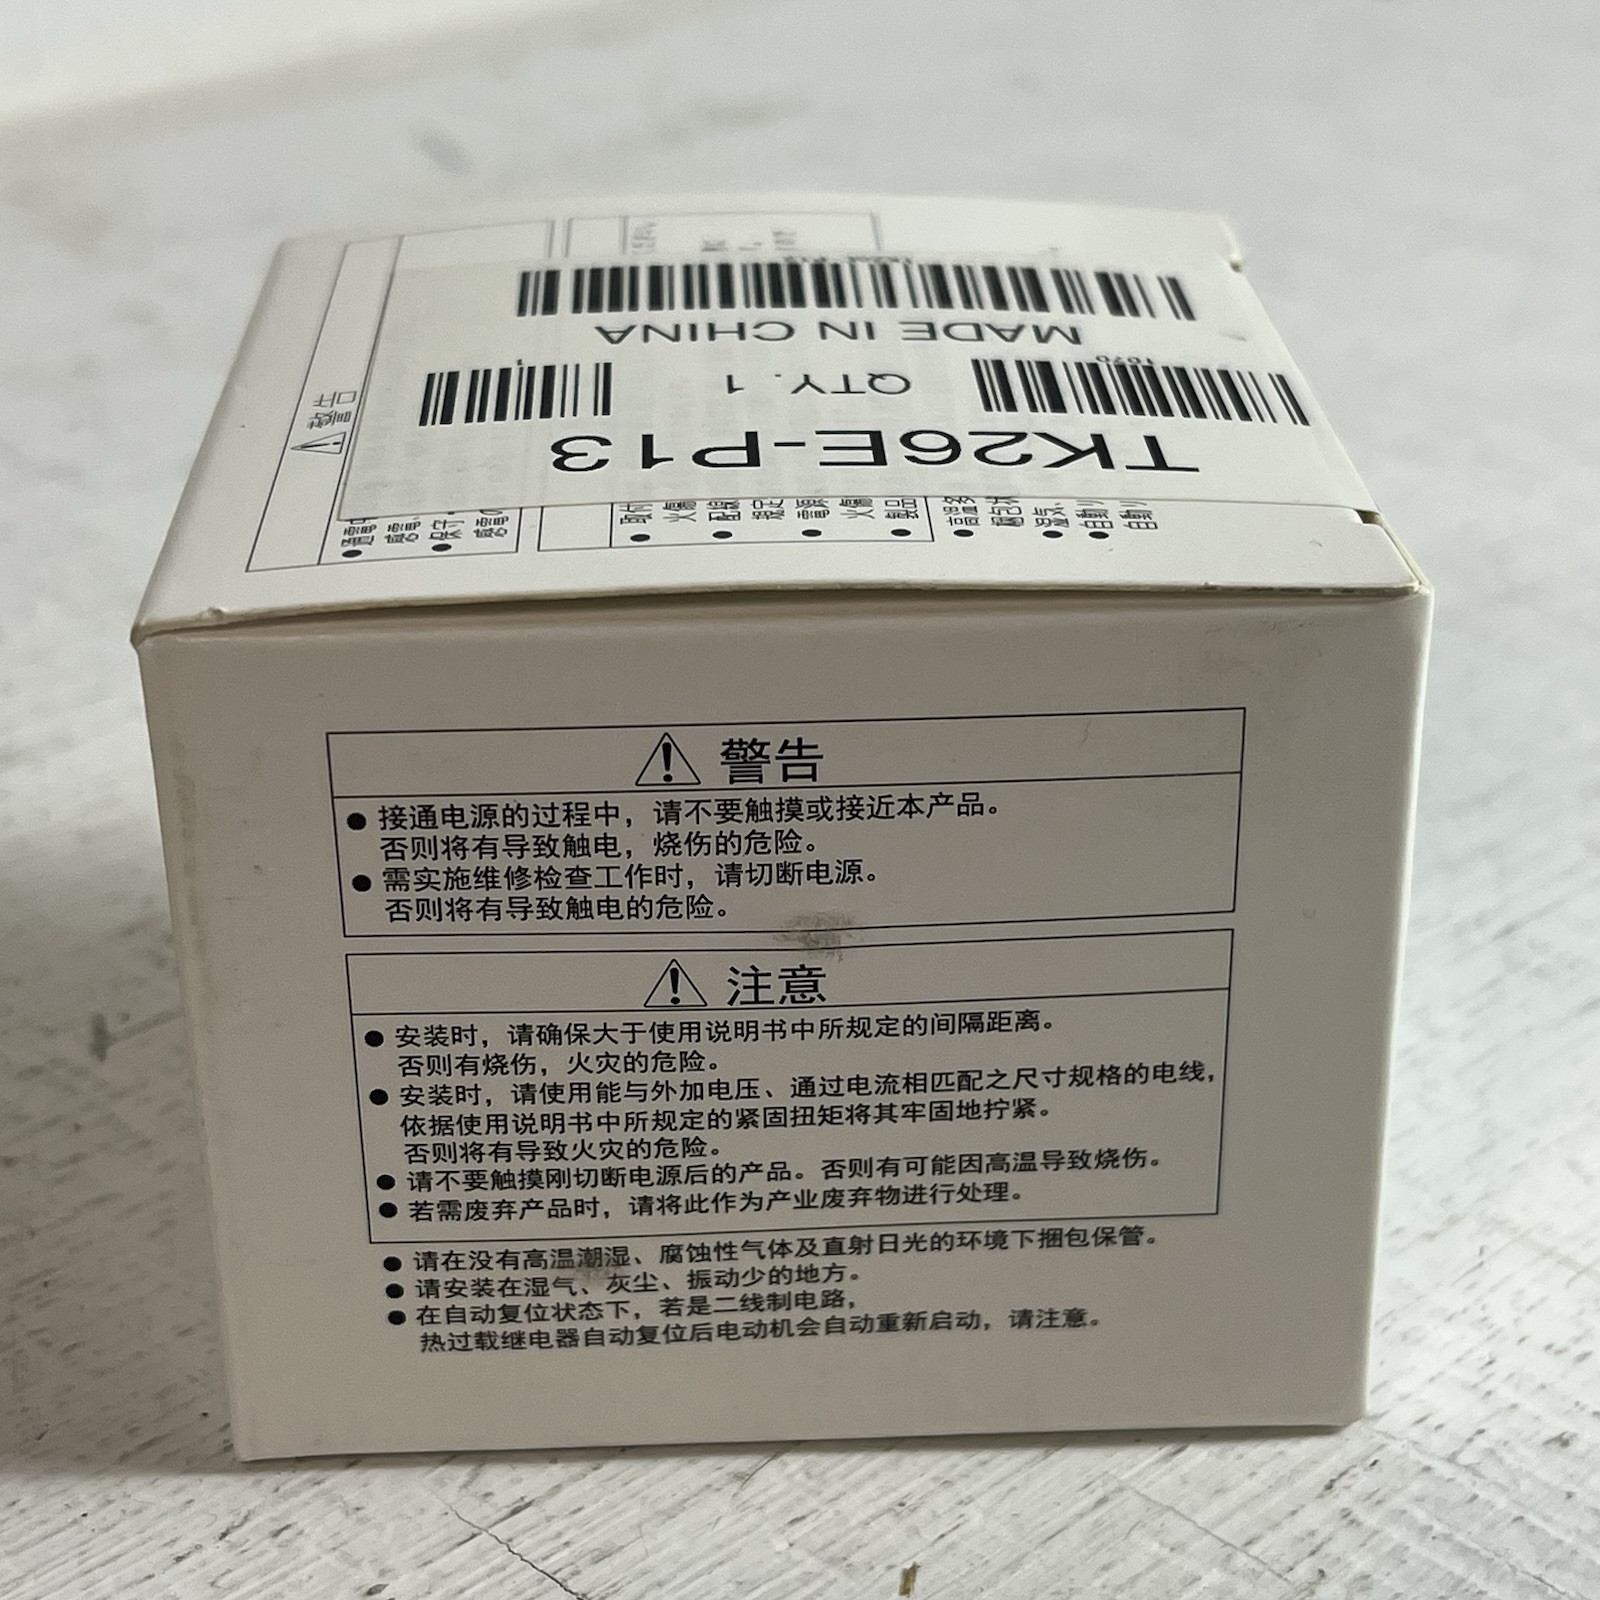 MADE IN CHINA
QTY. 1
1
TK26E-P13
警告
警告
● 接通电源的过程中，请不要触摸或接近本产品。
否则将有导致触电，烧伤的危险。
● 需实施维修检查工作时，请切断电源。
否则将有导致触电的危险。
注意
● 安装时，请确保大于使用说明书中所规定的间隔距离。
否则有烧伤，火灾的危险。
● 安装时，请使用能与外加电压、通过电流相匹配之尺寸规格的电线，
依据使用说明书中所规定的紧固扭矩将其牢固地拧紧。
否则将有导致火灾的危险。
● 请不要触摸刚切断电源后的产品。否则有可能因高温导致烧伤。
● 若需废弃产品时，请将此作为产业废弃物进行处理。
● 请在没有高温潮湿、腐蚀性气体及直射日光的环境下捆包保管。
● 请安装在湿气、灰尘、振动少的地方。
● 在自动复位状态下，若是二线制电路，
热过载继电器自动复位后电动机会自动重新启动，请注意。